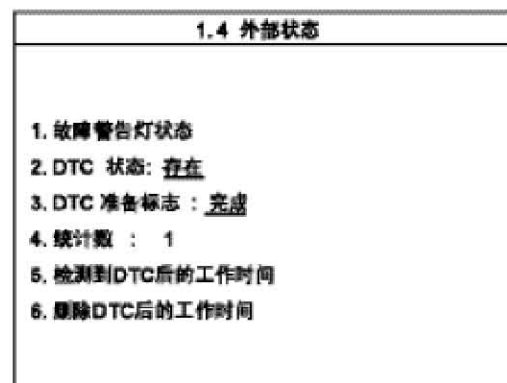 1.4 外部状态
1. 故障警告灯状态
2. DTC 状态: 存在
3. DTC 准备标志 : 完成
4. 统计数 : 1
5. 检测到DTC后的工作时间
6. 删除DTC后的工作时间